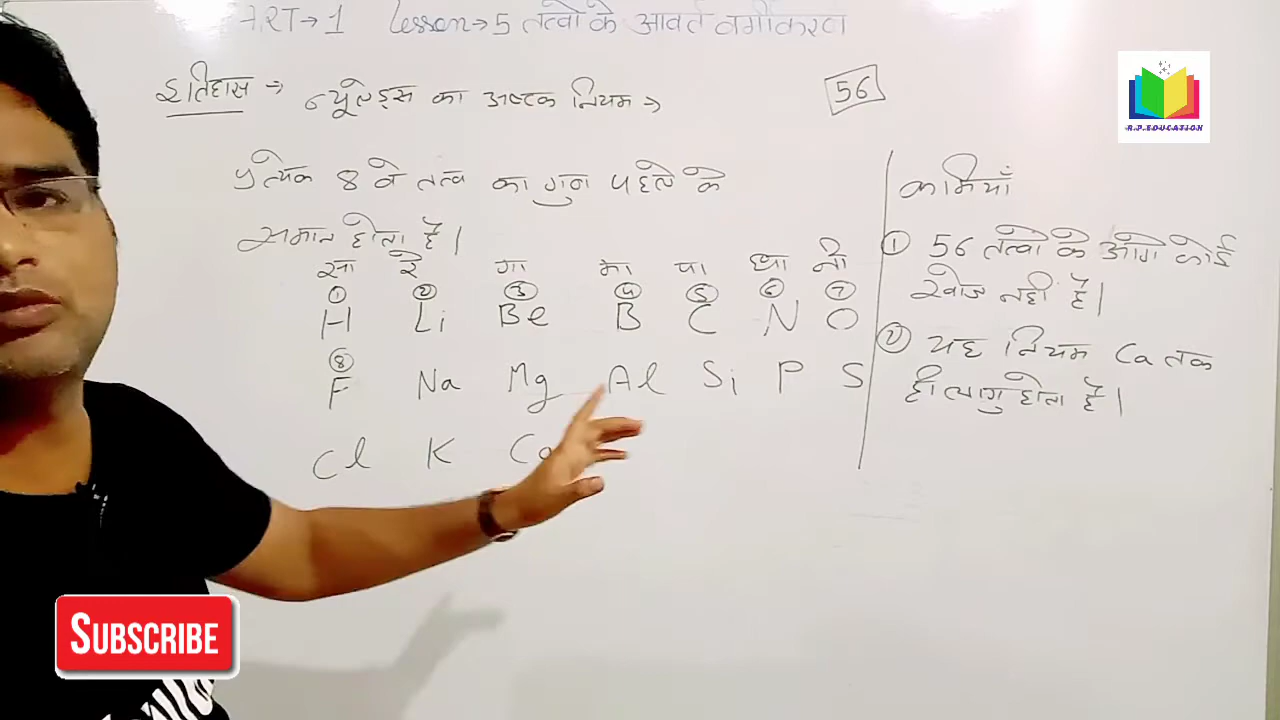 ART→1 Lesson→5 तत्वों के आवर्त वर्गीकरण
इतिहास → न्यूलैंड्स का अष्टक नियम →
56
R.P.EDUCATION
प्रत्येक 8 वे तत्व का गुन पहले के
समान होता है।
सा रे गा मा पा धा नी
① ② ③ ④ ⑤ ⑥ ⑦
H Li Be B C N O
⑧
F Na Mg Al Si P S
Cl K Ca
कमियाँ
① 56 तत्वो के आगे कोई
खोज नहीं है।
② यह नियम Ca तक
ही लागु होता है।
SUBSCRIBE